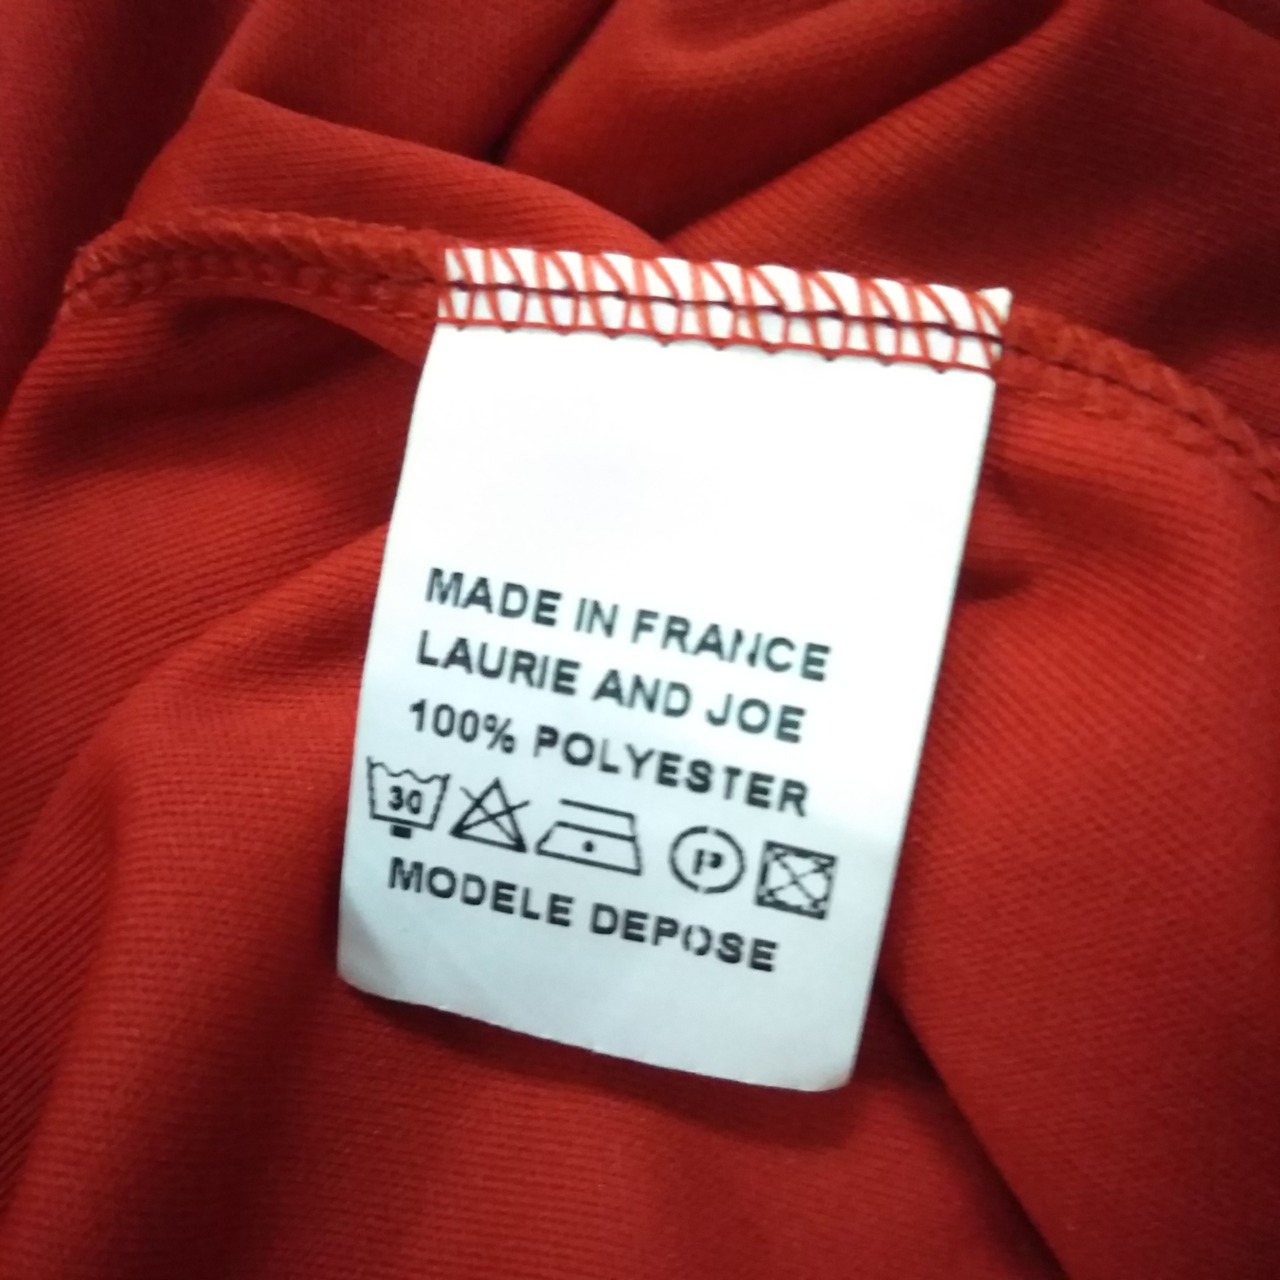 MADE IN FRANCE
LAURIE AND JOE
100% POLYESTER
30 P
MODELE DEPOSE